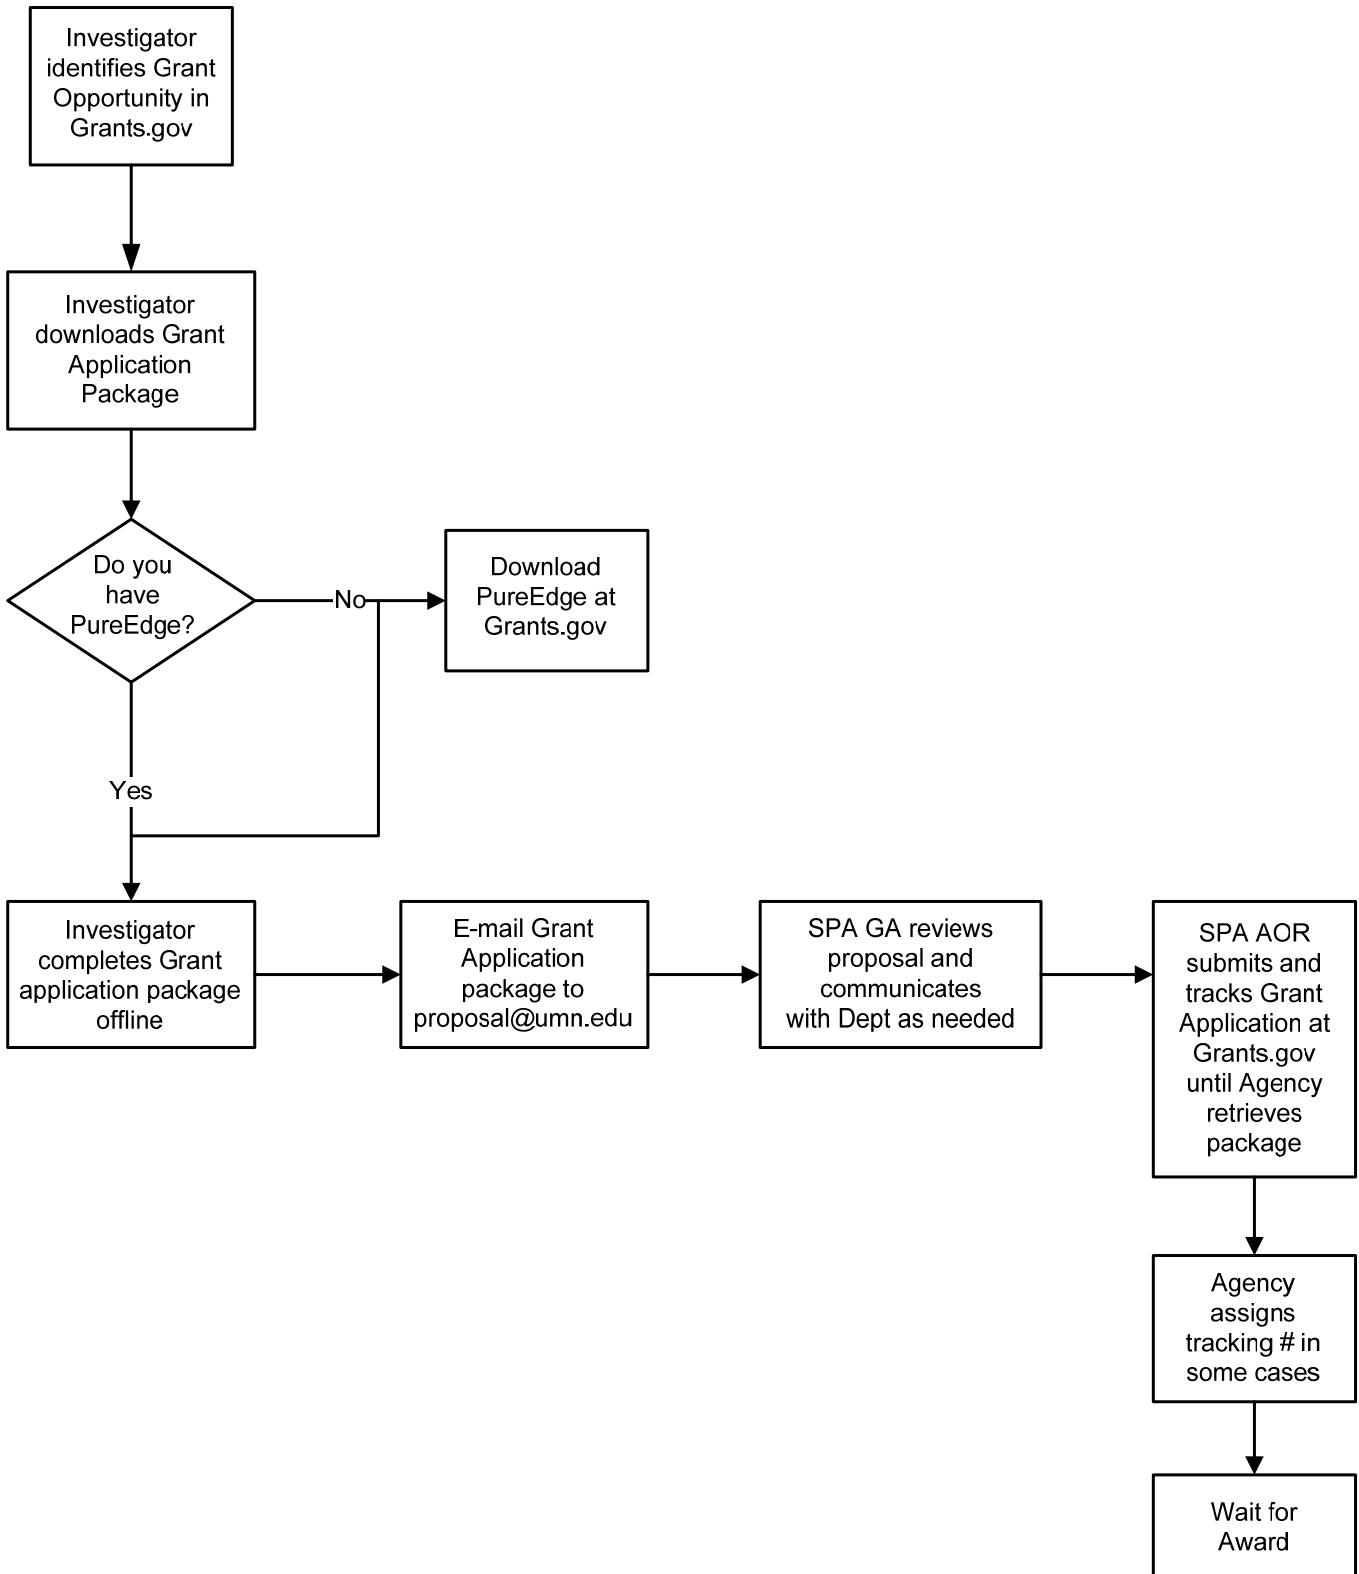 Investigator
identifies Grant
Opportunity in
Grants.gov
Investigator
downloads Grant
Application
Package
Do you
have
PureEdge?
No
Download
PureEdge at
Grants.gov
Yes
Investigator
completes Grant
application package
offline
E-mail Grant
Application
package to
proposal@umn.edu
SPA GA reviews
proposal and
communicates
with Dept as needed
SPA AOR
submits and
tracks Grant
Application at
Grants.gov
until Agency
retrieves
package
Agency
assigns
tracking # in
some cases
Wait for
Award